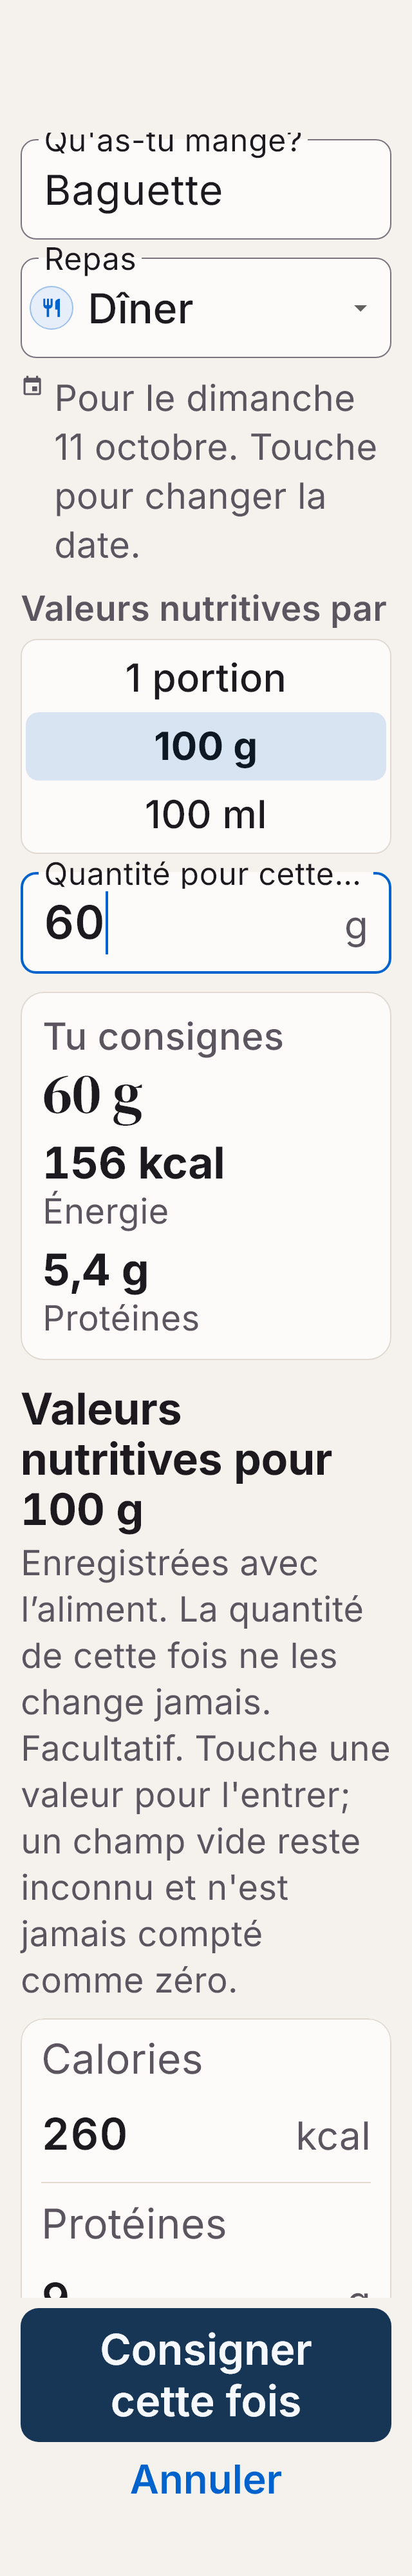 Qu'as-tu mangé?
Baguette
Repas
Dîner
Pour le dimanche
11 octobre. Touche
pour changer la
date.
Valeurs nutritives par
1 portion
100 g
100 ml
Quantité pour cette...
60
g
Tu consignes
60 g
156 kcal
Énergie
5,4 g
Protéines
Valeurs
nutritives pour
100 g
Enregistrées avec
l’aliment. La quantité
de cette fois ne les
change jamais.
Facultatif. Touche une
valeur pour l'entrer;
un champ vide reste
inconnu et n'est
jamais compté
comme zéro.
Calories
260
kcal
Protéines
9
g
Consigner
cette fois
Annuler